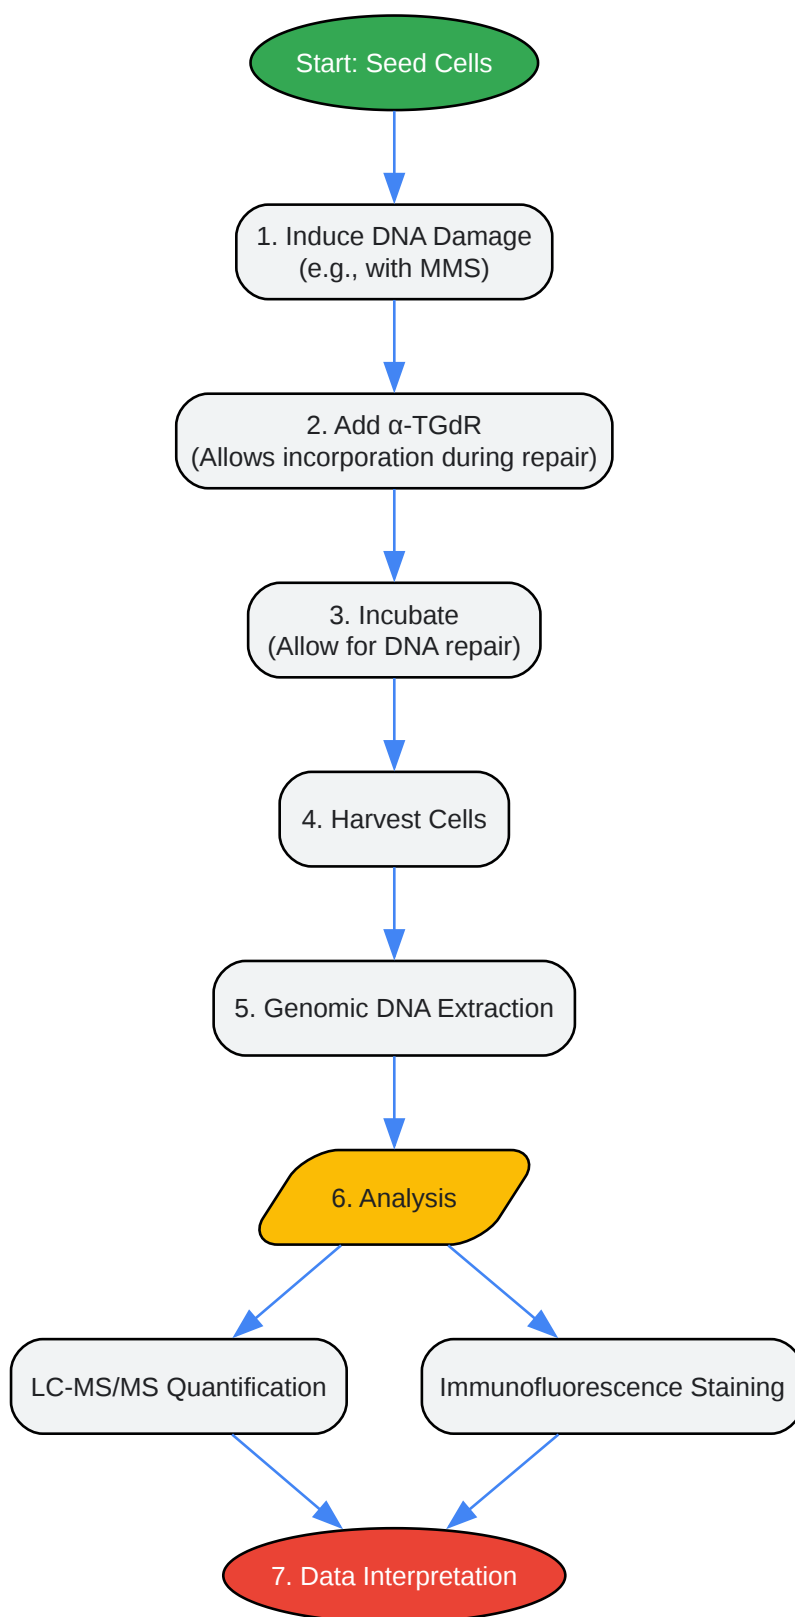 Start: Seed Cells
1. Induce DNA Damage
(e.g., with MMS)
2. Add α-TGdR
(Allows incorporation during repair)
3. Incubate
(Allow for DNA repair)
4. Harvest Cells
5. Genomic DNA Extraction
6. Analysis
LC-MS/MS Quantification
Immunofluorescence Staining
7. Data Interpretation